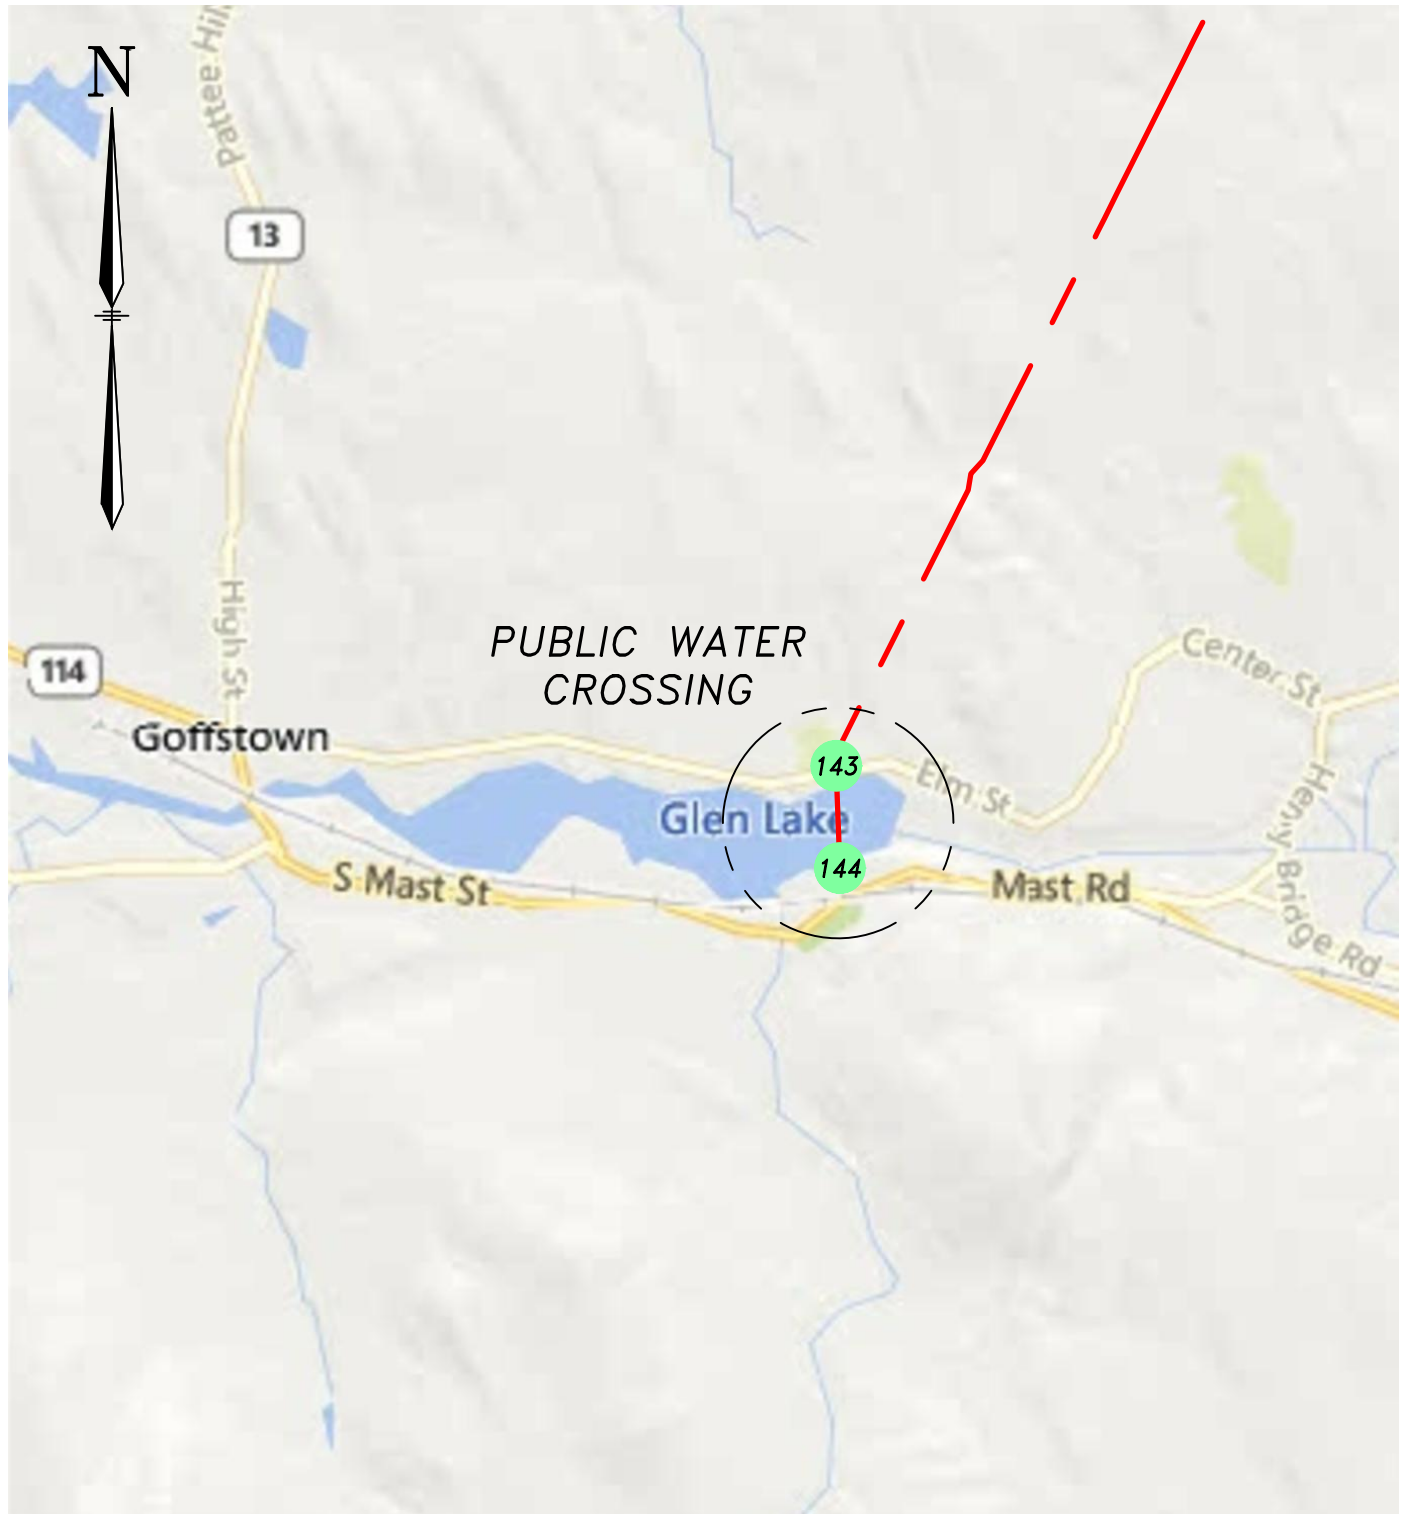 N
Pattee Hill
13
High St
PUBLIC WATER
CROSSING
114
Goffstown
Center St
143
Elm St
Glen Lake
144
S Mast St
Mast Rd
Henry Bridge Rd